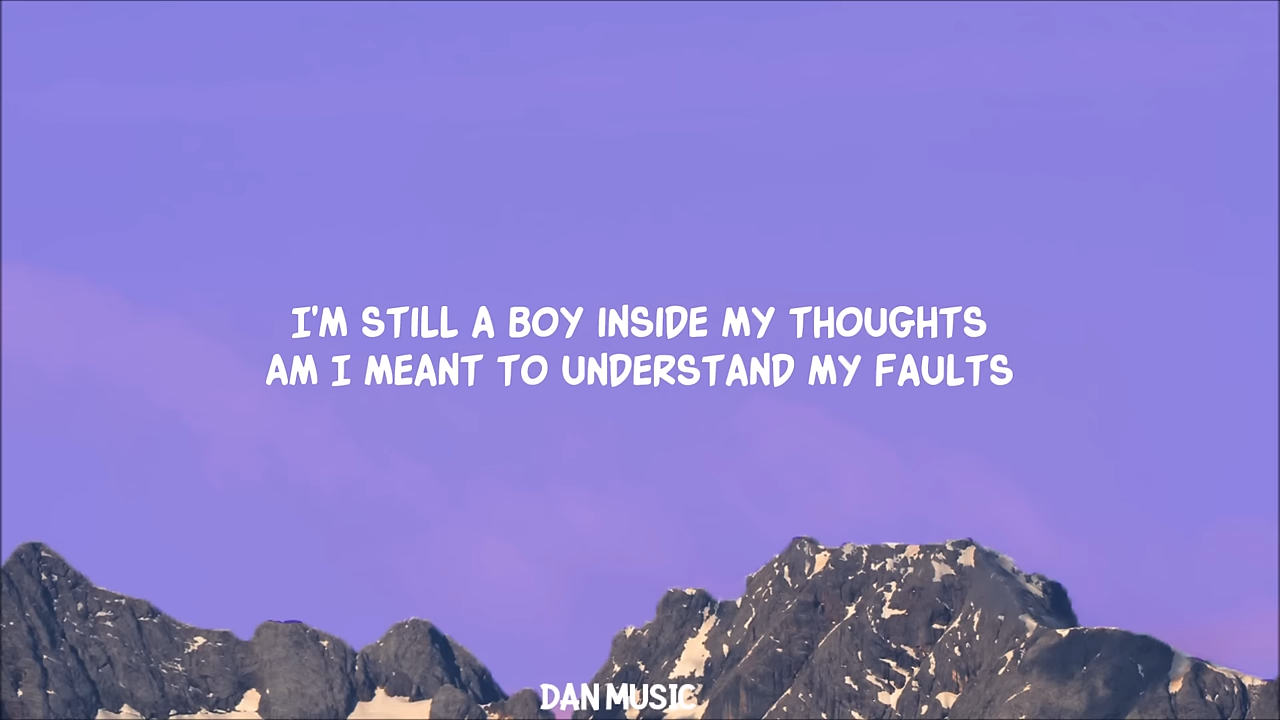 I'M STILL A BOY INSIDE MY THOUGHTS
AM I MEANT TO UNDERSTAND MY FAULTS
DAN MUSIC